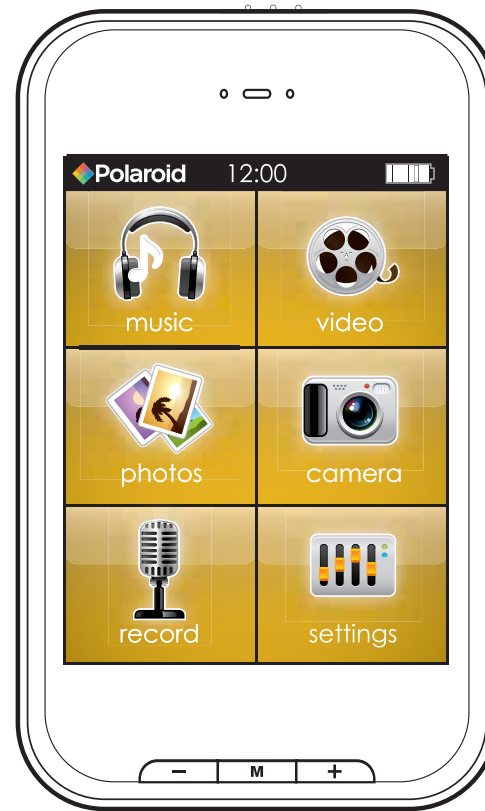 Polaroid 12:00
music video
photos camera
record settings
− M +